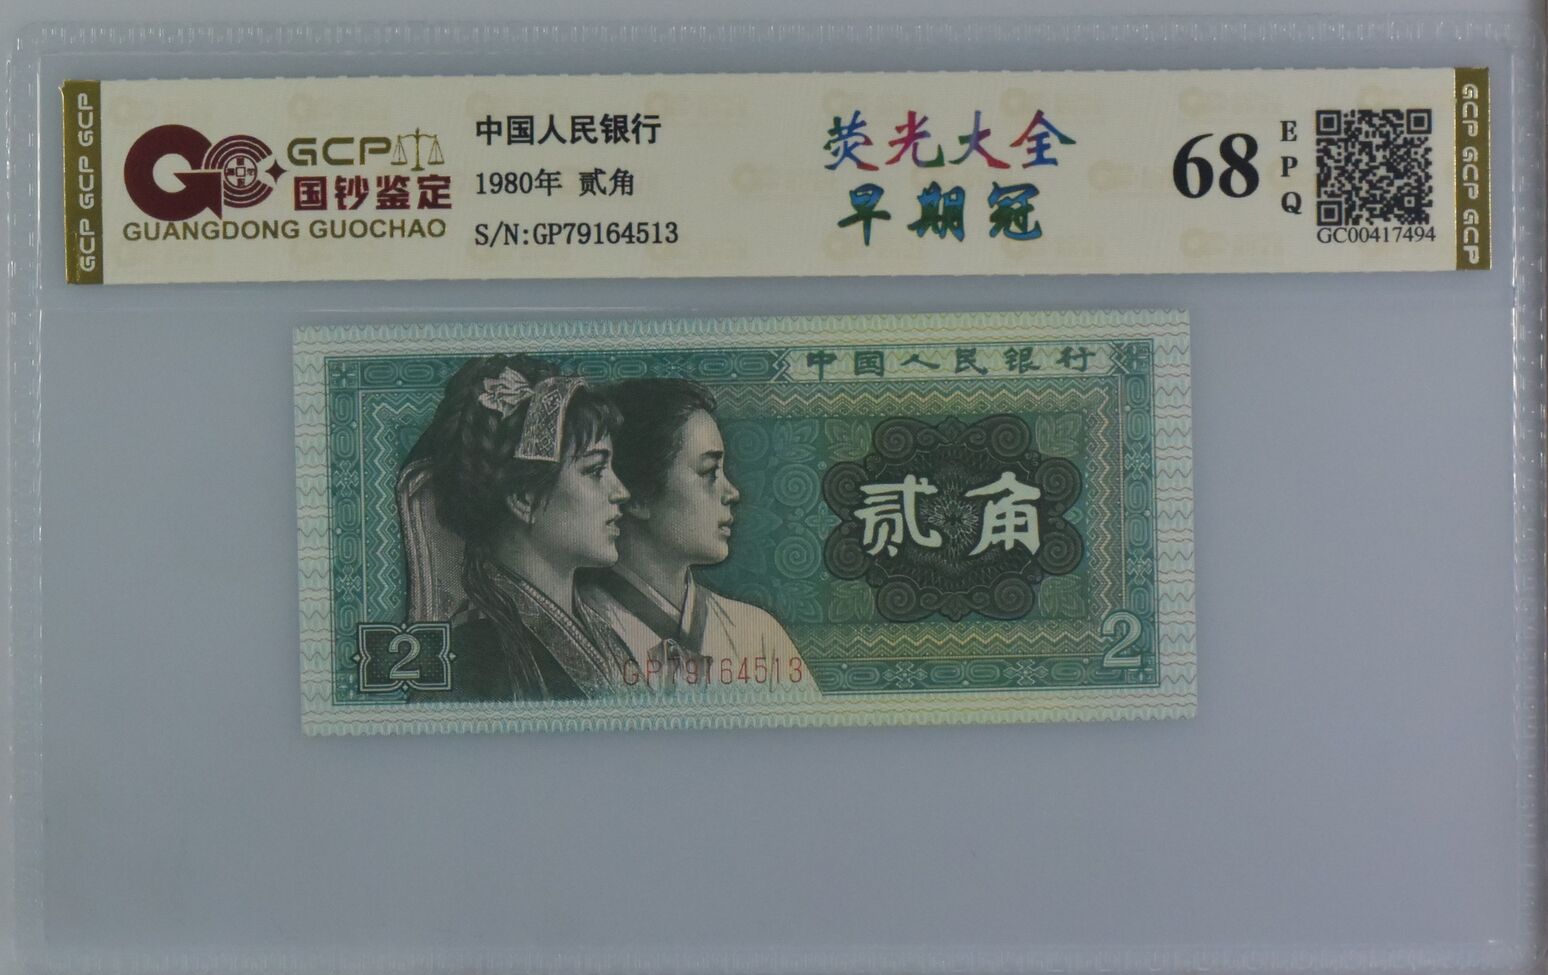 GCP
国钞鉴定
GUANGDONG GUOCHAO
中国人民银行
1980年 贰角
S/N:GP79164513
荧光大全
早期冠
68
EPQ
GC00417494
GCP GCP GCP
GCP GCP GCP
中国人民银行
贰角
2
2
GP79164513